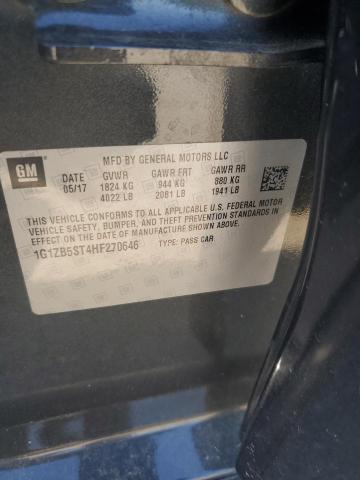 MFD BY GENERAL MOTORS LLC
GM DATE GVWR GAWR FRT GAWR RR
05/17 1824 KG 944 KG 880 KG
4022 LB 2081 LB 1941 LB
THIS VEHICLE CONFORMS TO ALL APPLICABLE U.S. FEDERAL MOTOR
VEHICLE SAFETY, BUMPER, AND THEFT PREVENTION STANDARDS IN
EFFECT ON THE DATE OF MANUFACTURE SHOWN ABOVE.
1G1ZB5ST4HF270646 TYPE: PASS CAR